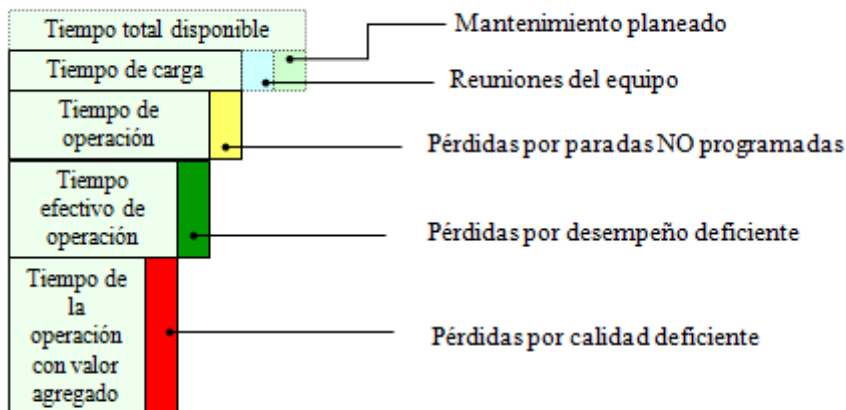 Tiempo total disponible
Mantenimiento planeado
Tiempo de carga
Reuniones del equipo
Tiempo de
operación
Pérdidas por paradas NO programadas
Tiempo
efectivo de
operación
Pérdidas por desempeño deficiente
Tiempo de
la
operación
con valor
agregado
Pérdidas por calidad deficiente